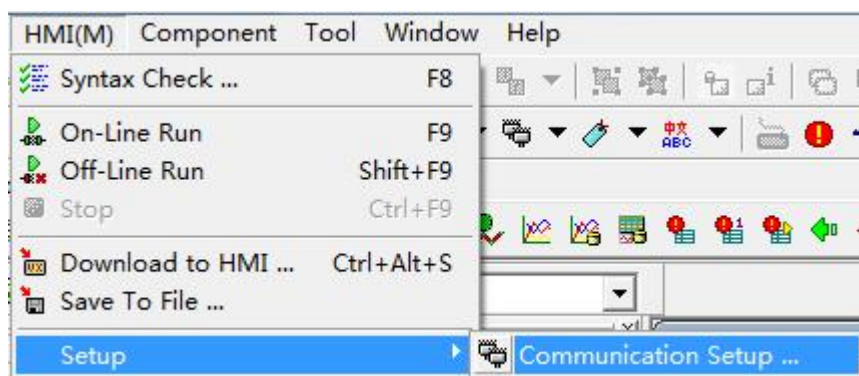 HMI(M) Component Tool Window Help
Syntax Check ... F8
On-Line Run F9
中文
ABC
Off-Line Run Shift+F9
Stop Ctrl+F9
Download to HMI ... Ctrl+Alt+S
Save To File ...
Setup Communication Setup ...